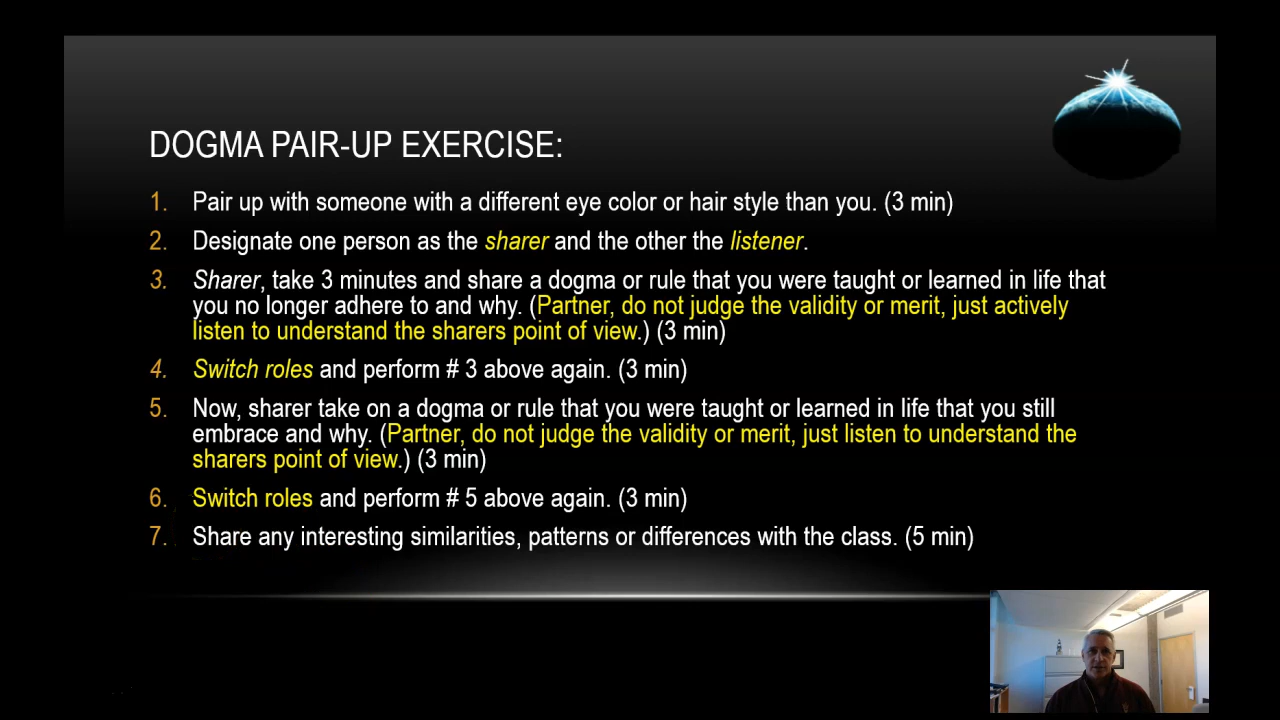 DOGMA PAIR-UP EXERCISE:
1. Pair up with someone with a different eye color or hair style than you. (3 min)
2. Designate one person as the sharer and the other the listener.
3. Sharer, take 3 minutes and share a dogma or rule that you were taught or learned in life that
you no longer adhere to and why. (Partner, do not judge the validity or merit, just actively
listen to understand the sharers point of view.) (3 min)
4. Switch roles and perform # 3 above again. (3 min)
5. Now, sharer take on a dogma or rule that you were taught or learned in life that you still
embrace and why. (Partner, do not judge the validity or merit, just listen to understand the
sharers point of view.) (3 min)
6. Switch roles and perform # 5 above again. (3 min)
7. Share any interesting similarities, patterns or differences with the class. (5 min)